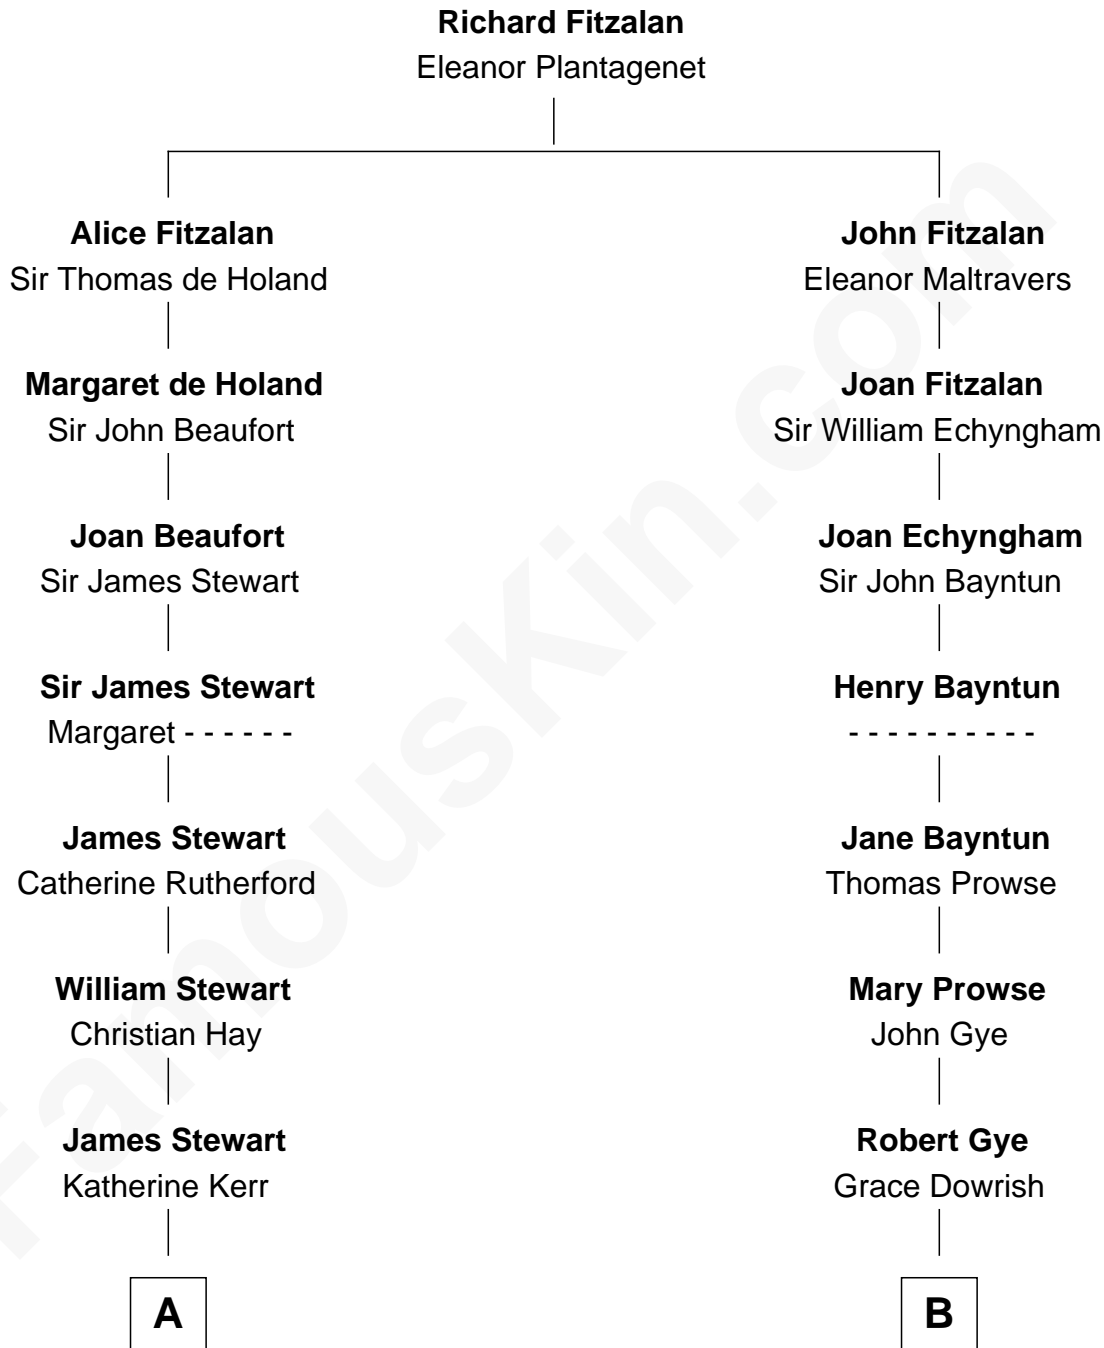 Richard Fitzalan
Eleanor Plantagenet
Alice Fitzalan
Sir Thomas de Holand
Margaret de Holand
Sir John Beaufort
Joan Beaufort
Sir James Stewart
Sir James Stewart
Margaret - - - - - -
James Stewart
Catherine Rutherford
William Stewart
Christian Hay
James Stewart
Katherine Kerr
A
John Fitzalan
Eleanor Maltravers
Joan Fitzalan
Sir William Echyngham
Joan Echyngham
Sir John Bayntun
Henry Bayntun
- - - - - - - - - -
Jane Bayntun
Thomas Prowse
Mary Prowse
John Gye
Robert Gye
Grace Dowrish
B
FamousKin.com